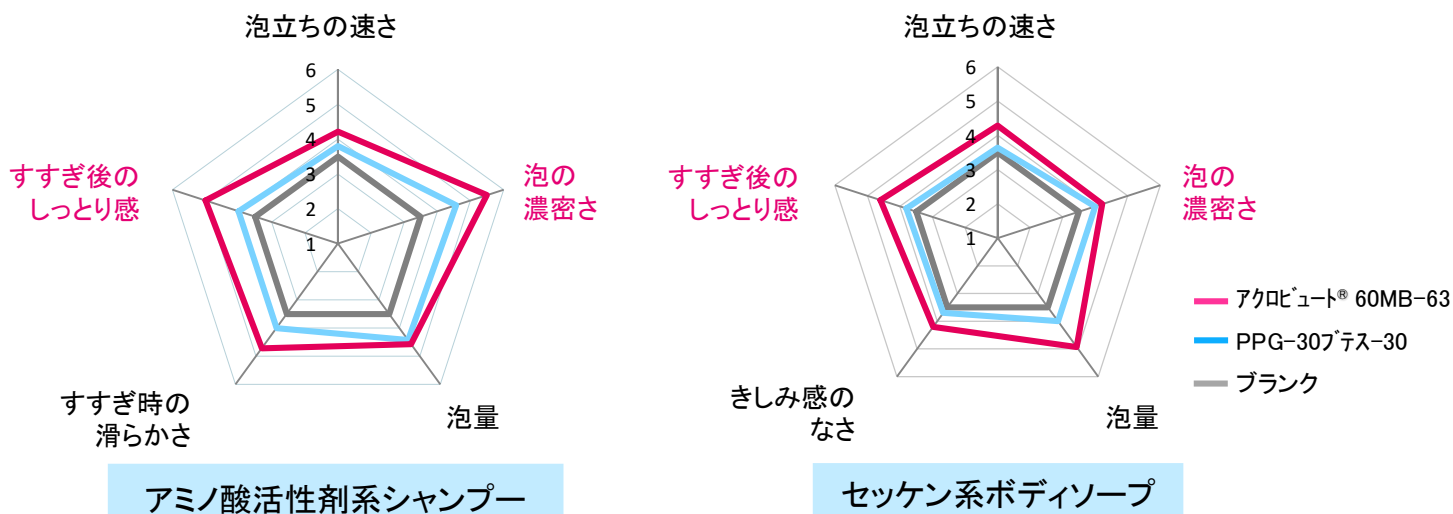 泡立ちの速さ
6
5
4
3
2
1
すすぎ後の
しっとり感
泡の
濃密さ
すすぎ時の
滑らかさ
泡量
アミノ酸活性剤系シャンプー
泡立ちの速さ
6
5
4
3
2
1
すすぎ後の
しっとり感
泡の
濃密さ
きしみ感の
なさ
泡量
セッケン系ボディソープ
ｱｸﾛﾋﾞｭｰﾄ® 60MB-63
PPG-30ﾌﾞﾃｽ-30
ブランク